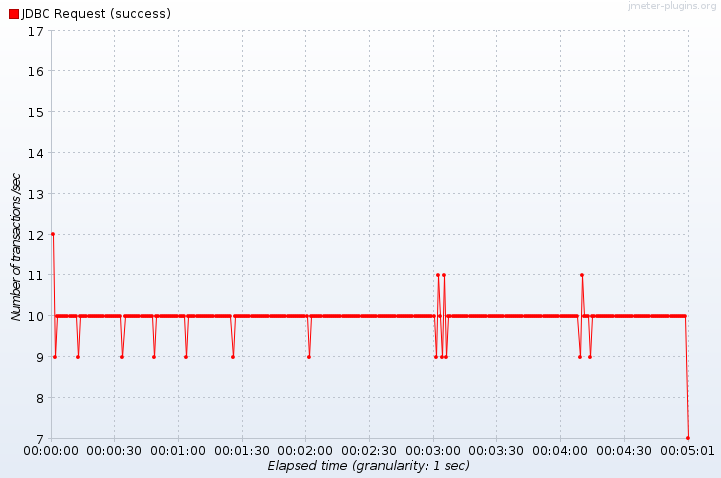 jmeter-plugins.org
JDBC Request (success)
17
16
15
14
13
12
11
10
9
8
7
Number of transactions /sec
00:00:00 00:00:30 00:01:00 00:01:30 00:02:00 00:02:30 00:03:00 00:03:30 00:04:00 00:04:30 00:05:01
Elapsed time (granularity: 1 sec)